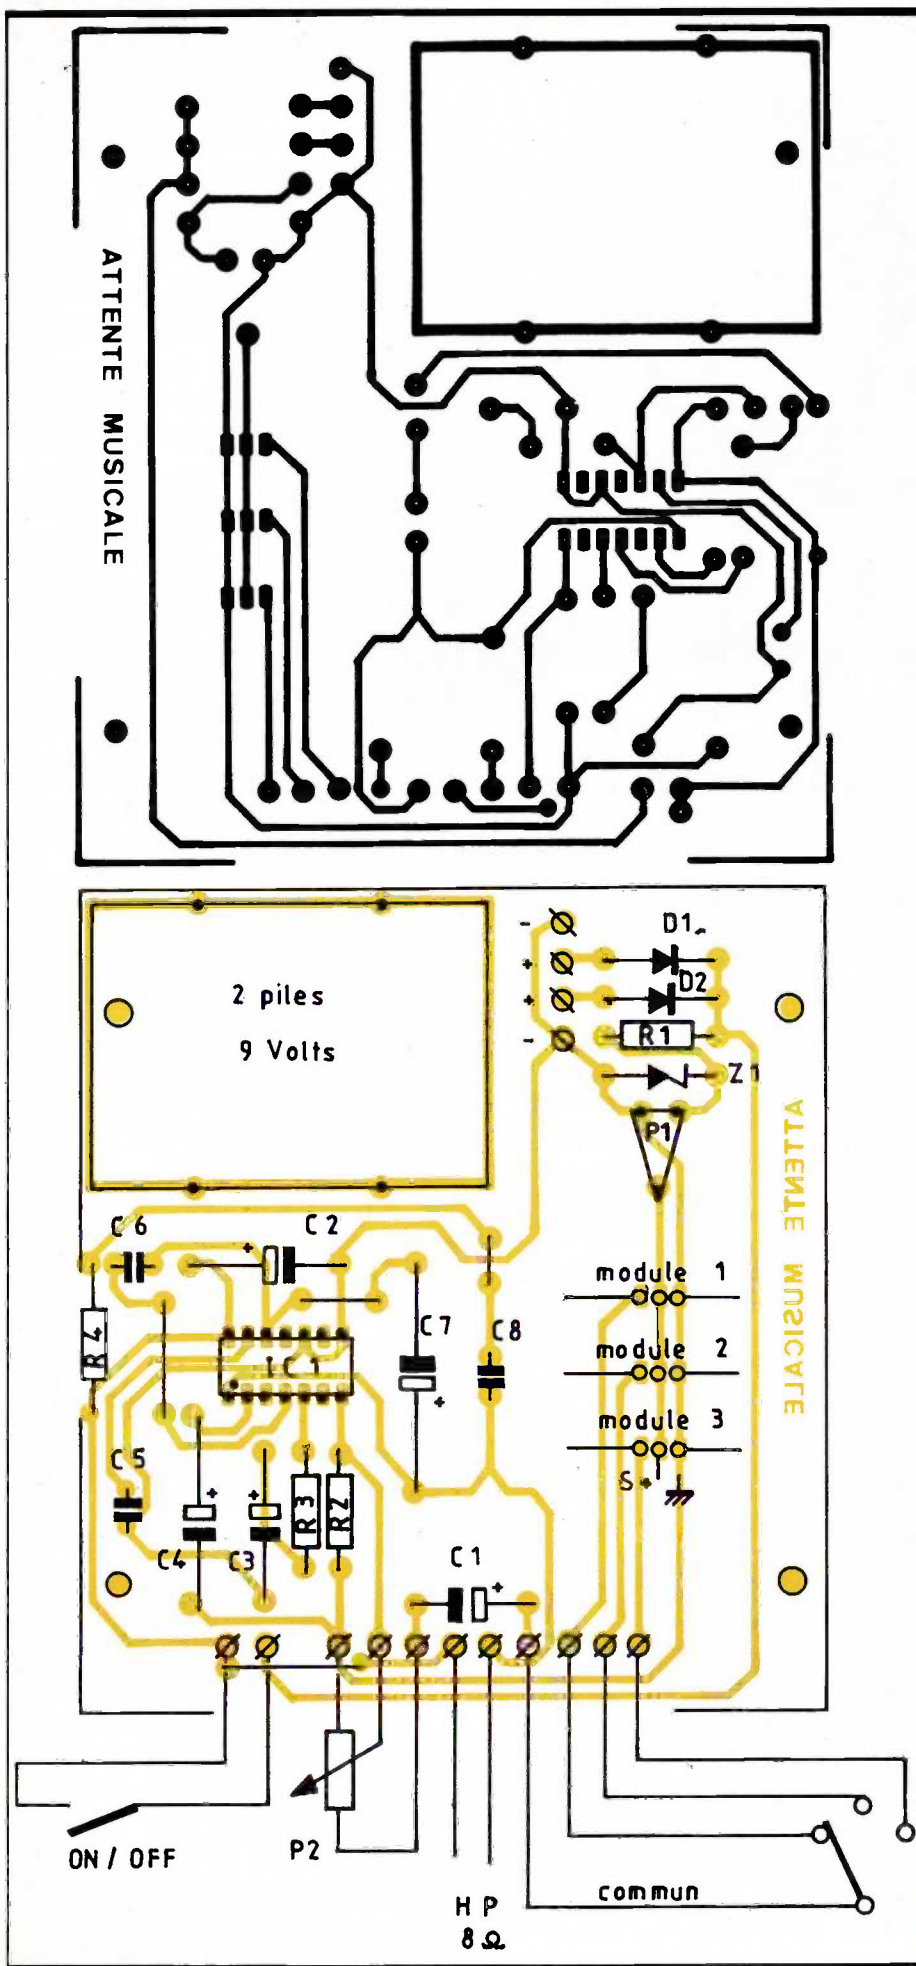 ATTENTE MUSICALE
2 piles
9 Volts
-
+
+
-
D1
D2
R1
Z1
P1
ATTENTE MUSICALE
C6
+
C2
R4
IC1
C7
+
C8
module 1
module 2
module 3
S+
C5
C4
+
C3
+
R3
R2
C1
+
ON / OFF
P2
HP
8 Ω
commun